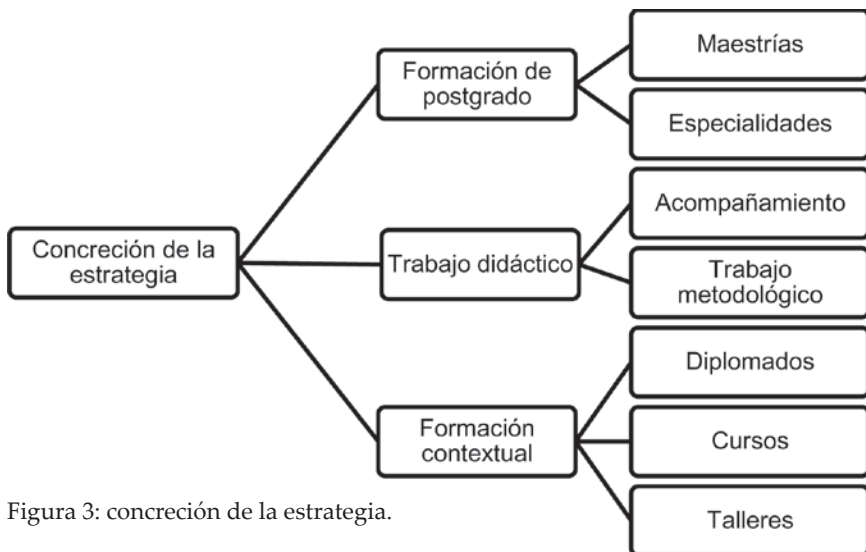 Concreción de la
estrategia
Formación de
postgrado
Maestrías
Especialidades
Trabajo didáctico
Acompañamiento
Trabajo
metodológico
Formación
contextual
Diplomados
Cursos
Talleres
Figura 3: concreción de la estrategia.